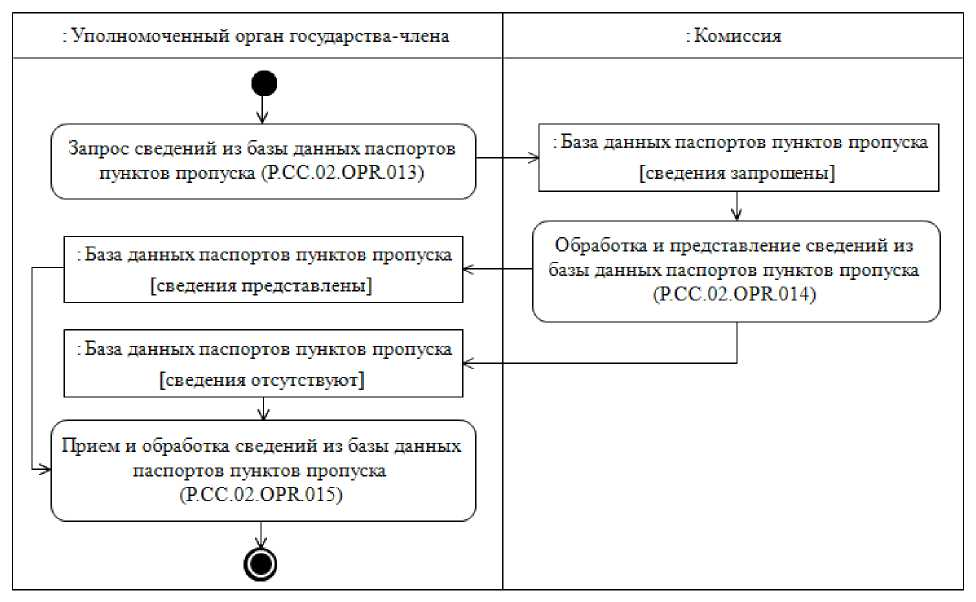 : Уполномоченный орган государства-члена
: Комиссия
Запрос сведений из базы данных паспортов
пунктов пропуска (P.CC.02.OPR.013)
: База данных паспортов пунктов пропуска
[сведения запрошены]
Обработка и представление сведений из
базы данных паспортов пунктов пропуска
(P.CC.02.OPR.014)
: База данных паспортов пунктов пропуска
[сведения представлены]
: База данных паспортов пунктов пропуска
[сведения отсутствуют]
Прием и обработка сведений из базы данных
паспортов пунктов пропуска
(P.CC.02.OPR.015)